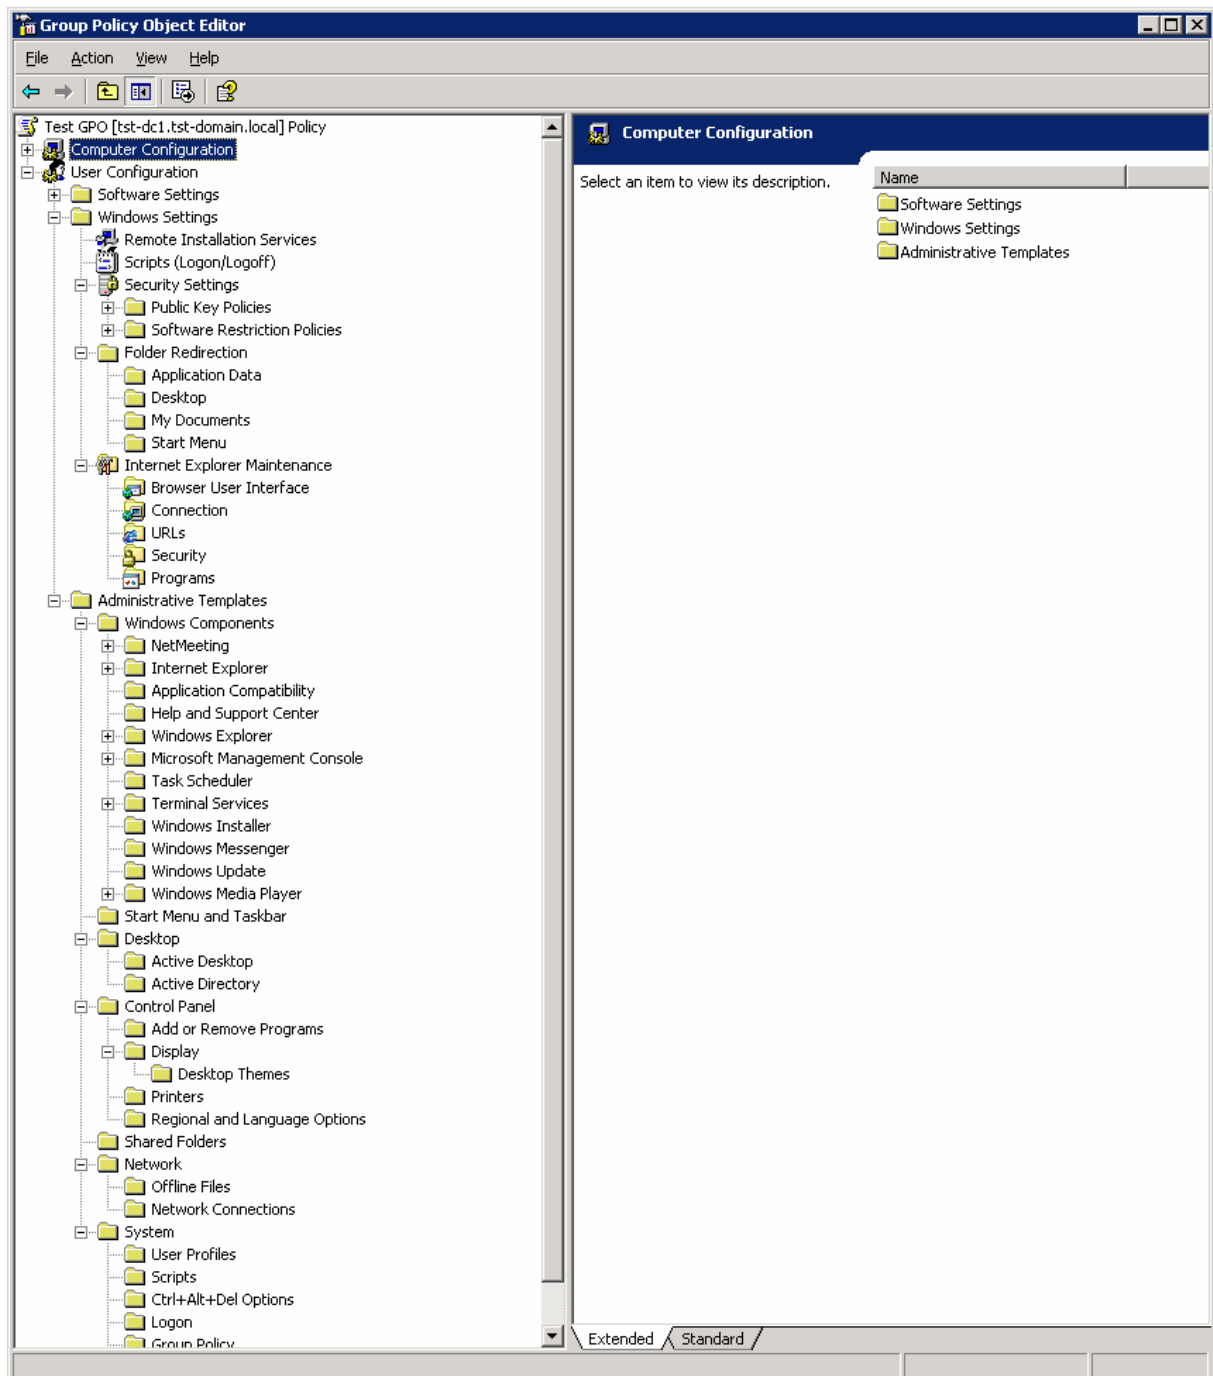 Group Policy Object Editor
File Action View Help
Test GPO [tst-dc1.tst-domain.local] Policy
Computer Configuration
User Configuration
Software Settings
Windows Settings
Remote Installation Services
Scripts (Logon/Logoff)
Security Settings
Public Key Policies
Software Restriction Policies
Folder Redirection
Application Data
Desktop
My Documents
Start Menu
Internet Explorer Maintenance
Browser User Interface
Connection
URLs
Security
Programs
Administrative Templates
Windows Components
NetMeeting
Internet Explorer
Application Compatibility
Help and Support Center
Windows Explorer
Microsoft Management Console
Task Scheduler
Terminal Services
Windows Installer
Windows Messenger
Windows Update
Windows Media Player
Start Menu and Taskbar
Desktop
Active Desktop
Active Directory
Control Panel
Add or Remove Programs
Display
Desktop Themes
Printers
Regional and Language Options
Shared Folders
Network
Offline Files
Network Connections
System
User Profiles
Scripts
Ctrl+Alt+Del Options
Logon
Group Policy
Computer Configuration
Select an item to view its description.
Name
Software Settings
Windows Settings
Administrative Templates
Extended Standard